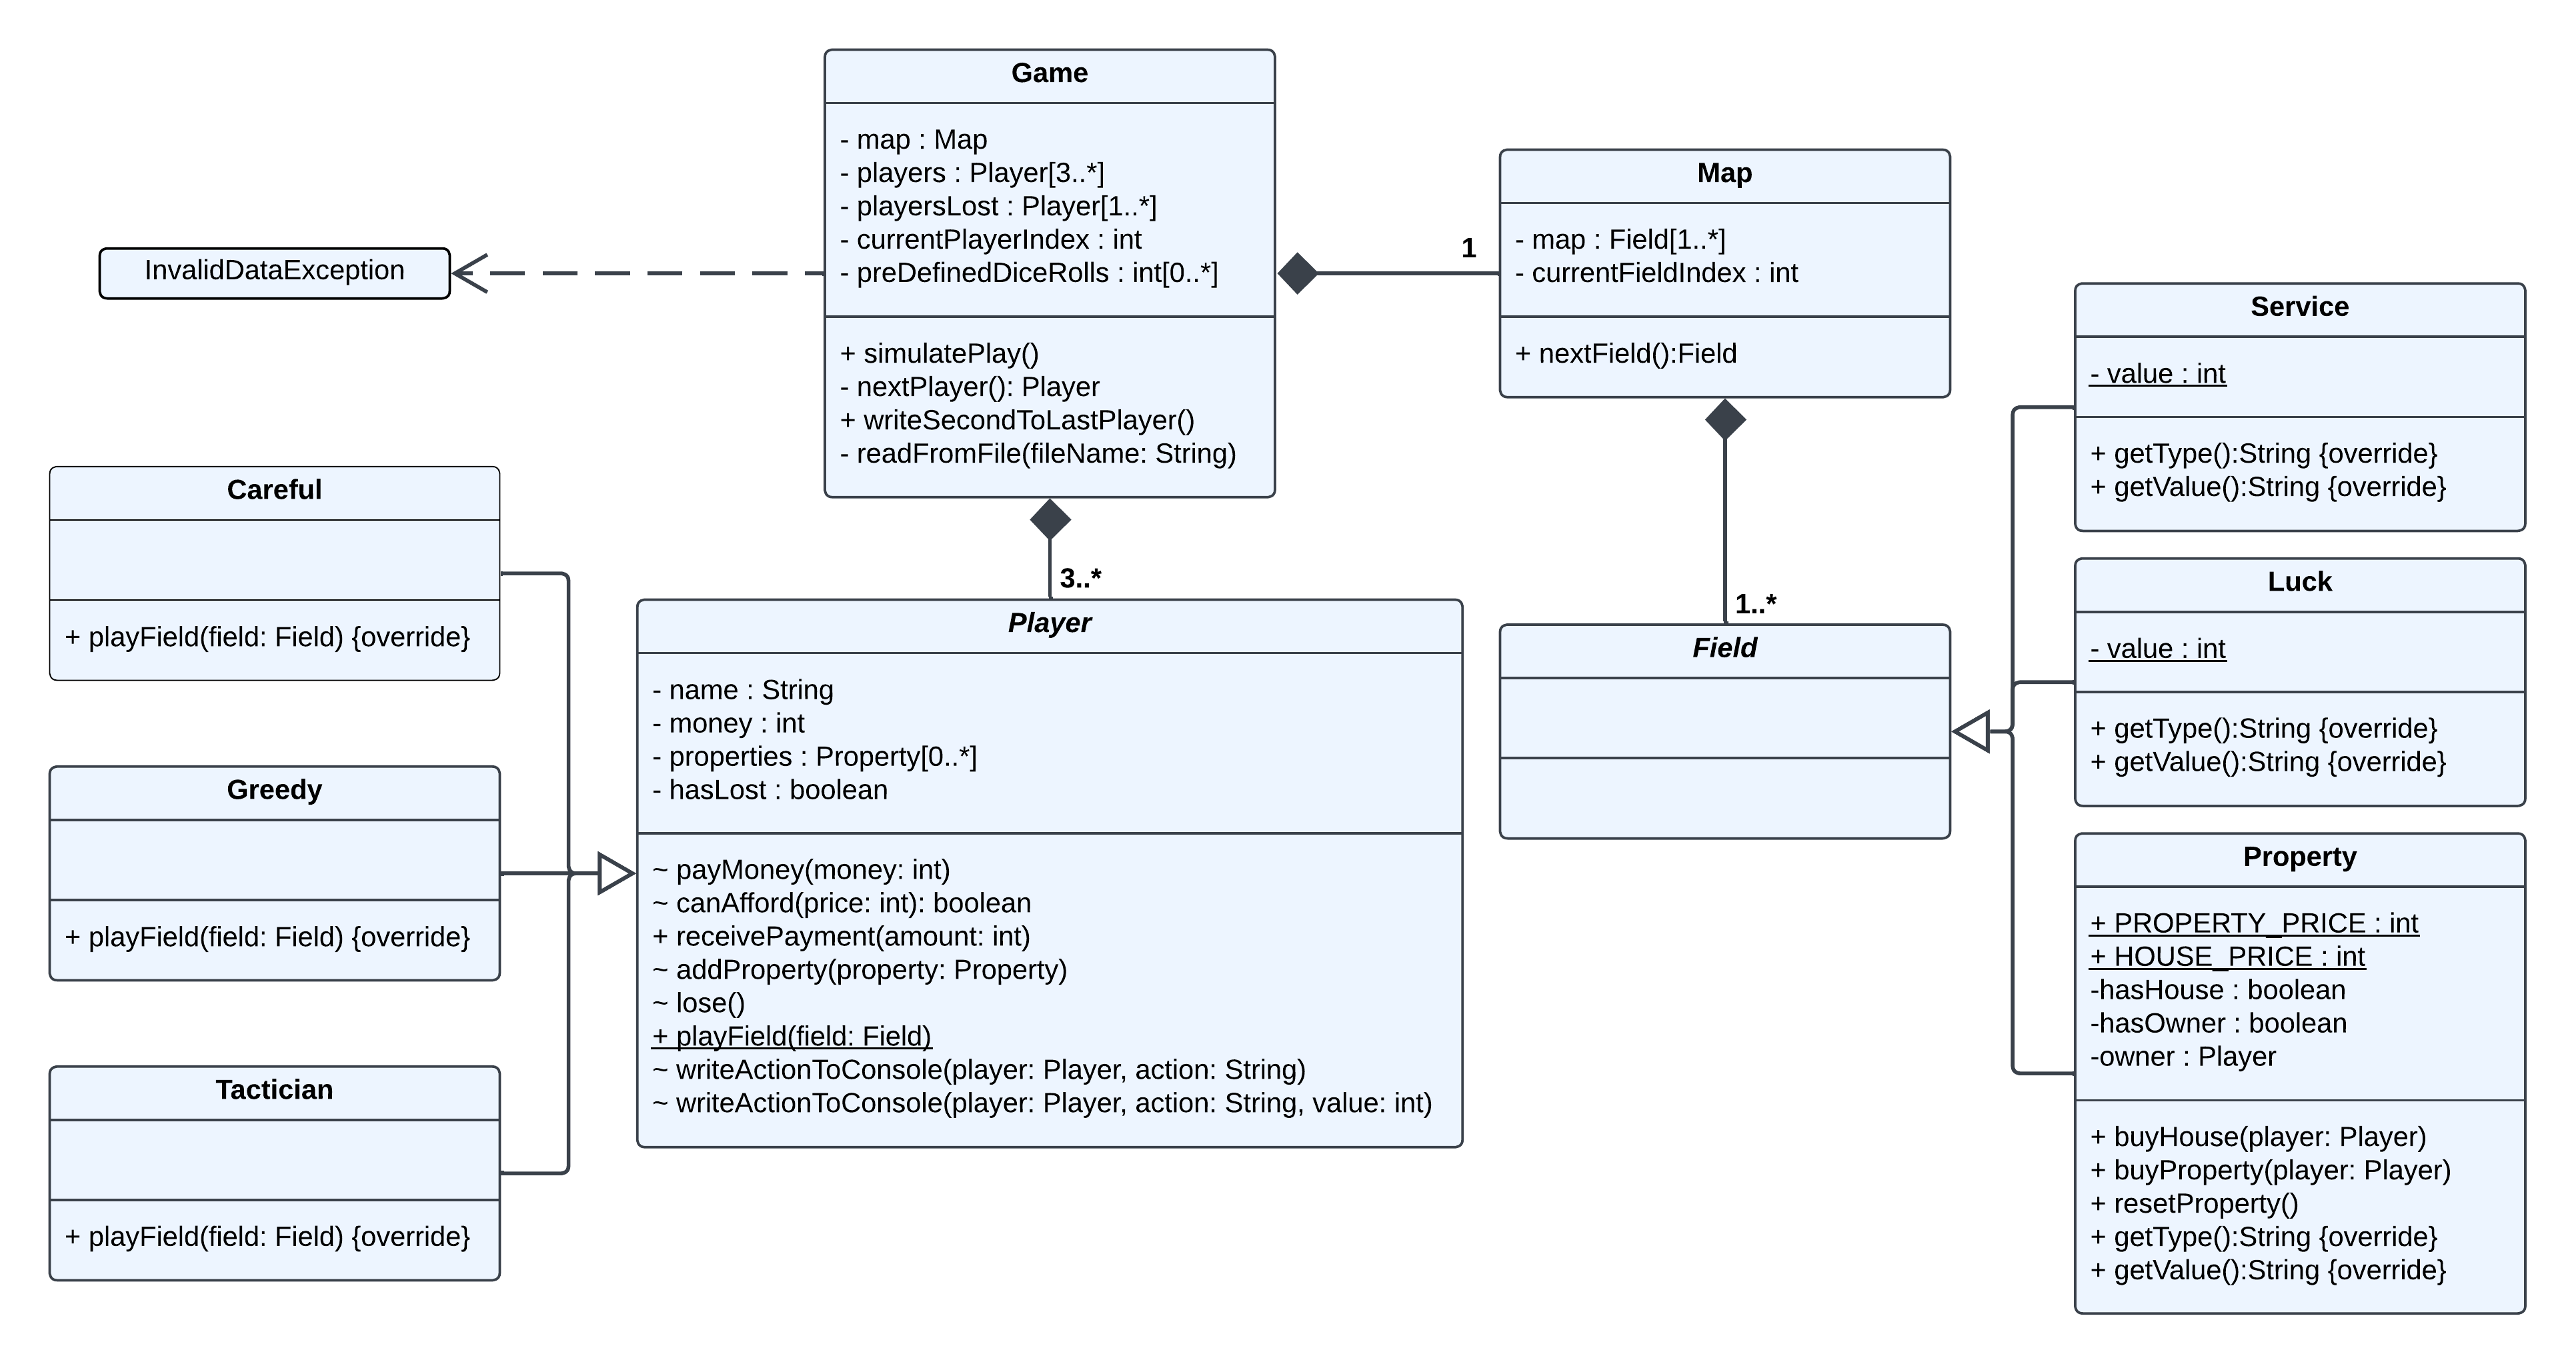 Game
- map : Map
- players : Player[3..*]
- playersLost : Player[1..*]
- currentPlayerIndex : int
- preDefinedDiceRolls : int[0..*]
+ simulatePlay()
- nextPlayer(): Player
+ writeSecondToLastPlayer()
- readFromFile(fileName: String)
InvalidDataException
1
Map
- map : Field[1..*]
- currentFieldIndex : int
+ nextField():Field
Service
- value : int
+ getType():String {override}
+ getValue():String {override}
Careful
+ playField(field: Field) {override}
3..*
1..*
Luck
- value : int
+ getType():String {override}
+ getValue():String {override}
Player
- name : String
- money : int
- properties : Property[0..*]
- hasLost : boolean
~ payMoney(money: int)
~ canAfford(price: int): boolean
+ receivePayment(amount: int)
~ addProperty(property: Property)
~ lose()
+ playField(field: Field)
~ writeActionToConsole(player: Player, action: String)
~ writeActionToConsole(player: Player, action: String, value: int)
Field
Greedy
+ playField(field: Field) {override}
Property
+ PROPERTY_PRICE : int
+ HOUSE_PRICE : int
-hasHouse : boolean
-hasOwner : boolean
-owner : Player
+ buyHouse(player: Player)
+ buyProperty(player: Player)
+ resetProperty()
+ getType():String {override}
+ getValue():String {override}
Tactician
+ playField(field: Field) {override}